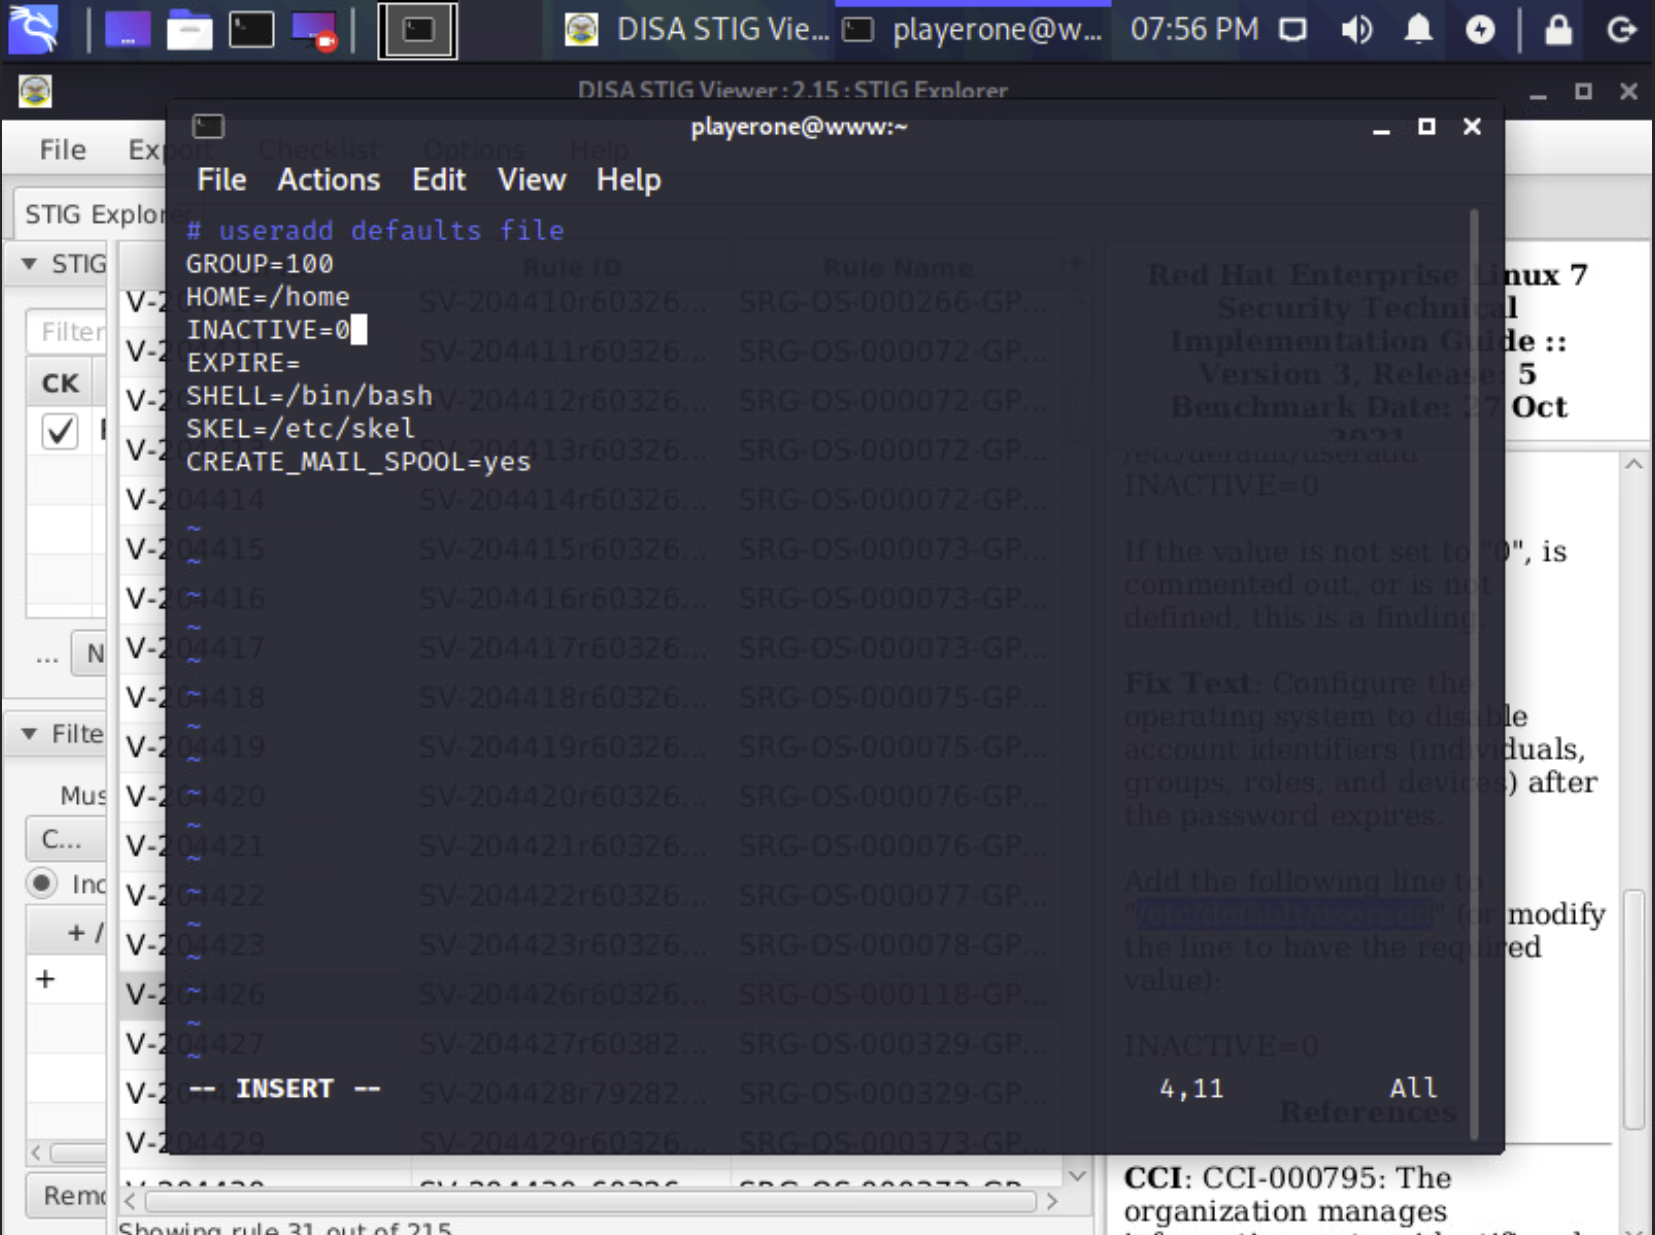 DISA STIG Vie...
playerone@w...
07:56 PM
DISA STIG Viewer : 2.15 : STIG Explorer
File Export Checklist Options Help
playerone@www:~
File Actions Edit View Help
STIG Explorer
# useradd defaults file
GROUP=100
HOME=/home
INACTIVE=0
EXPIRE=
SHELL=/bin/bash
SKEL=/etc/skel
CREATE_MAIL_SPOOL=yes
-- INSERT --
4,11
All
STIG
Filter
CK
... N
Filte
Mus
C...
Inc
+ /
+
Remo
Rule ID Rule Name
SV-204410r60326... SRG-OS-000266-GP...
SV-204411r60326... SRG-OS-000072-GP...
SV-204412r60326... SRG-OS-000072-GP...
SV-204413r60326... SRG-OS-000072-GP...
V-204414 SV-204414r60326... SRG-OS-000072-GP...
V-204415 SV-204415r60326... SRG-OS-000073-GP...
V-204416 SV-204416r60326... SRG-OS-000073-GP...
V-204417 SV-204417r60326... SRG-OS-000073-GP...
V-204418 SV-204418r60326... SRG-OS-000075-GP...
V-204419 SV-204419r60326... SRG-OS-000075-GP...
V-204420 SV-204420r60326... SRG-OS-000076-GP...
V-204421 SV-204421r60326... SRG-OS-000076-GP...
V-204422 SV-204422r60326... SRG-OS-000077-GP...
V-204423 SV-204423r60326... SRG-OS-000078-GP...
V-204426 SV-204426r60326... SRG-OS-000118-GP...
V-204427 SV-204427r60382... SRG-OS-000329-GP...
SV-204428r79282... SRG-OS-000329-GP...
V-204429 SV-204429r60326... SRG-OS-000373-GP...
Showing rule 31 out of 215
Red Hat Enterprise Linux 7
Security Technical
Implementation Guide ::
Version 3, Release: 5
Benchmark Date: 27 Oct
2021
/etc/default/useradd
INACTIVE=0
If the value is not set to "0", is
commented out, or is not
defined, this is a finding.
Fix Text: Configure the
operating system to disable
account identifiers (individuals,
groups, roles, and devices) after
the password expires.
Add the following line to
"/etc/default/useradd" (or modify
the line to have the required
value):
INACTIVE=0
References
CCI: CCI-000795: The
organization manages